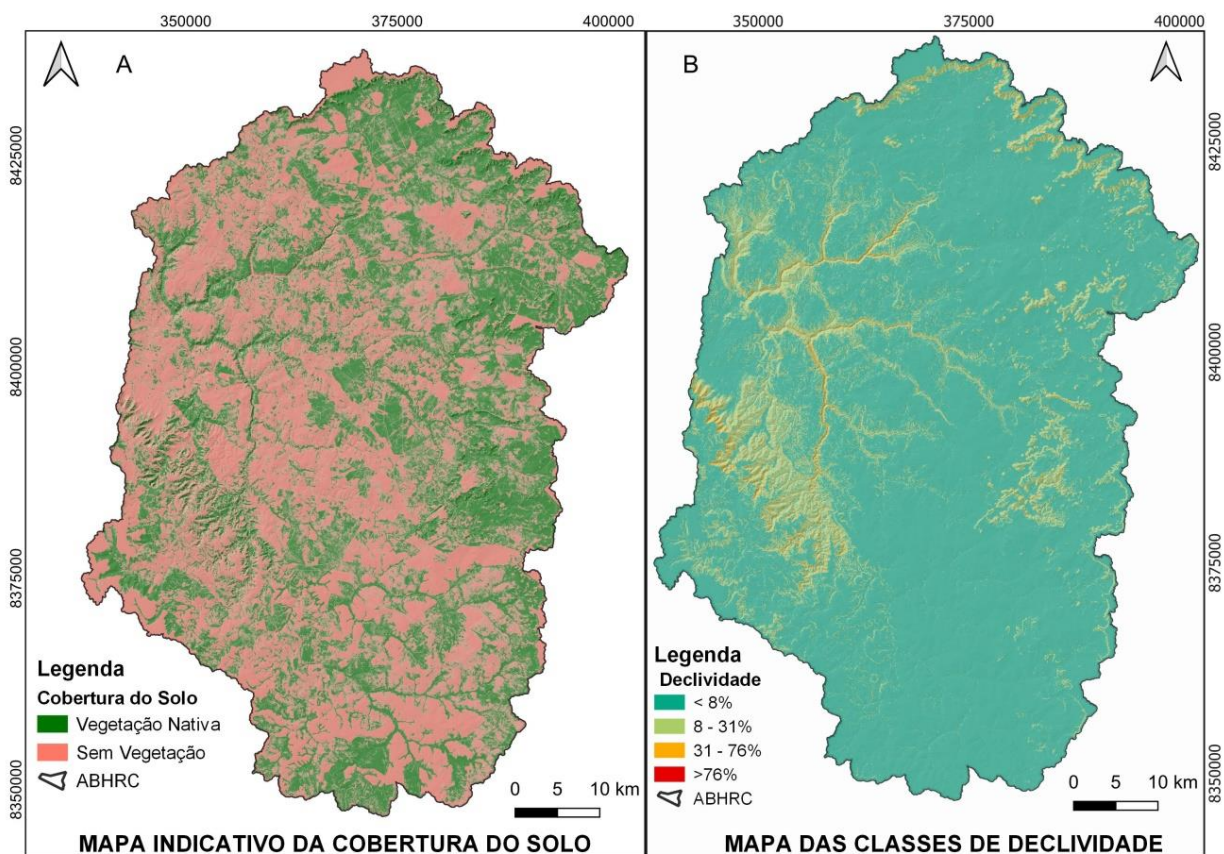 350000 375000 400000 350000 375000 400000
A
B
8425000
8400000
8375000
8350000
8425000
8400000
8375000
8350000
Legenda
Cobertura do Solo
Vegetação Nativa
Sem Vegetação
ABHRC
0 5 10 km
MAPA INDICATIVO DA COBERTURA DO SOLO
Legenda
Declividade
< 8%
8 - 31%
31 - 76%
>76%
ABHRC
0 5 10 km
MAPA DAS CLASSES DE DECLIVIDADE